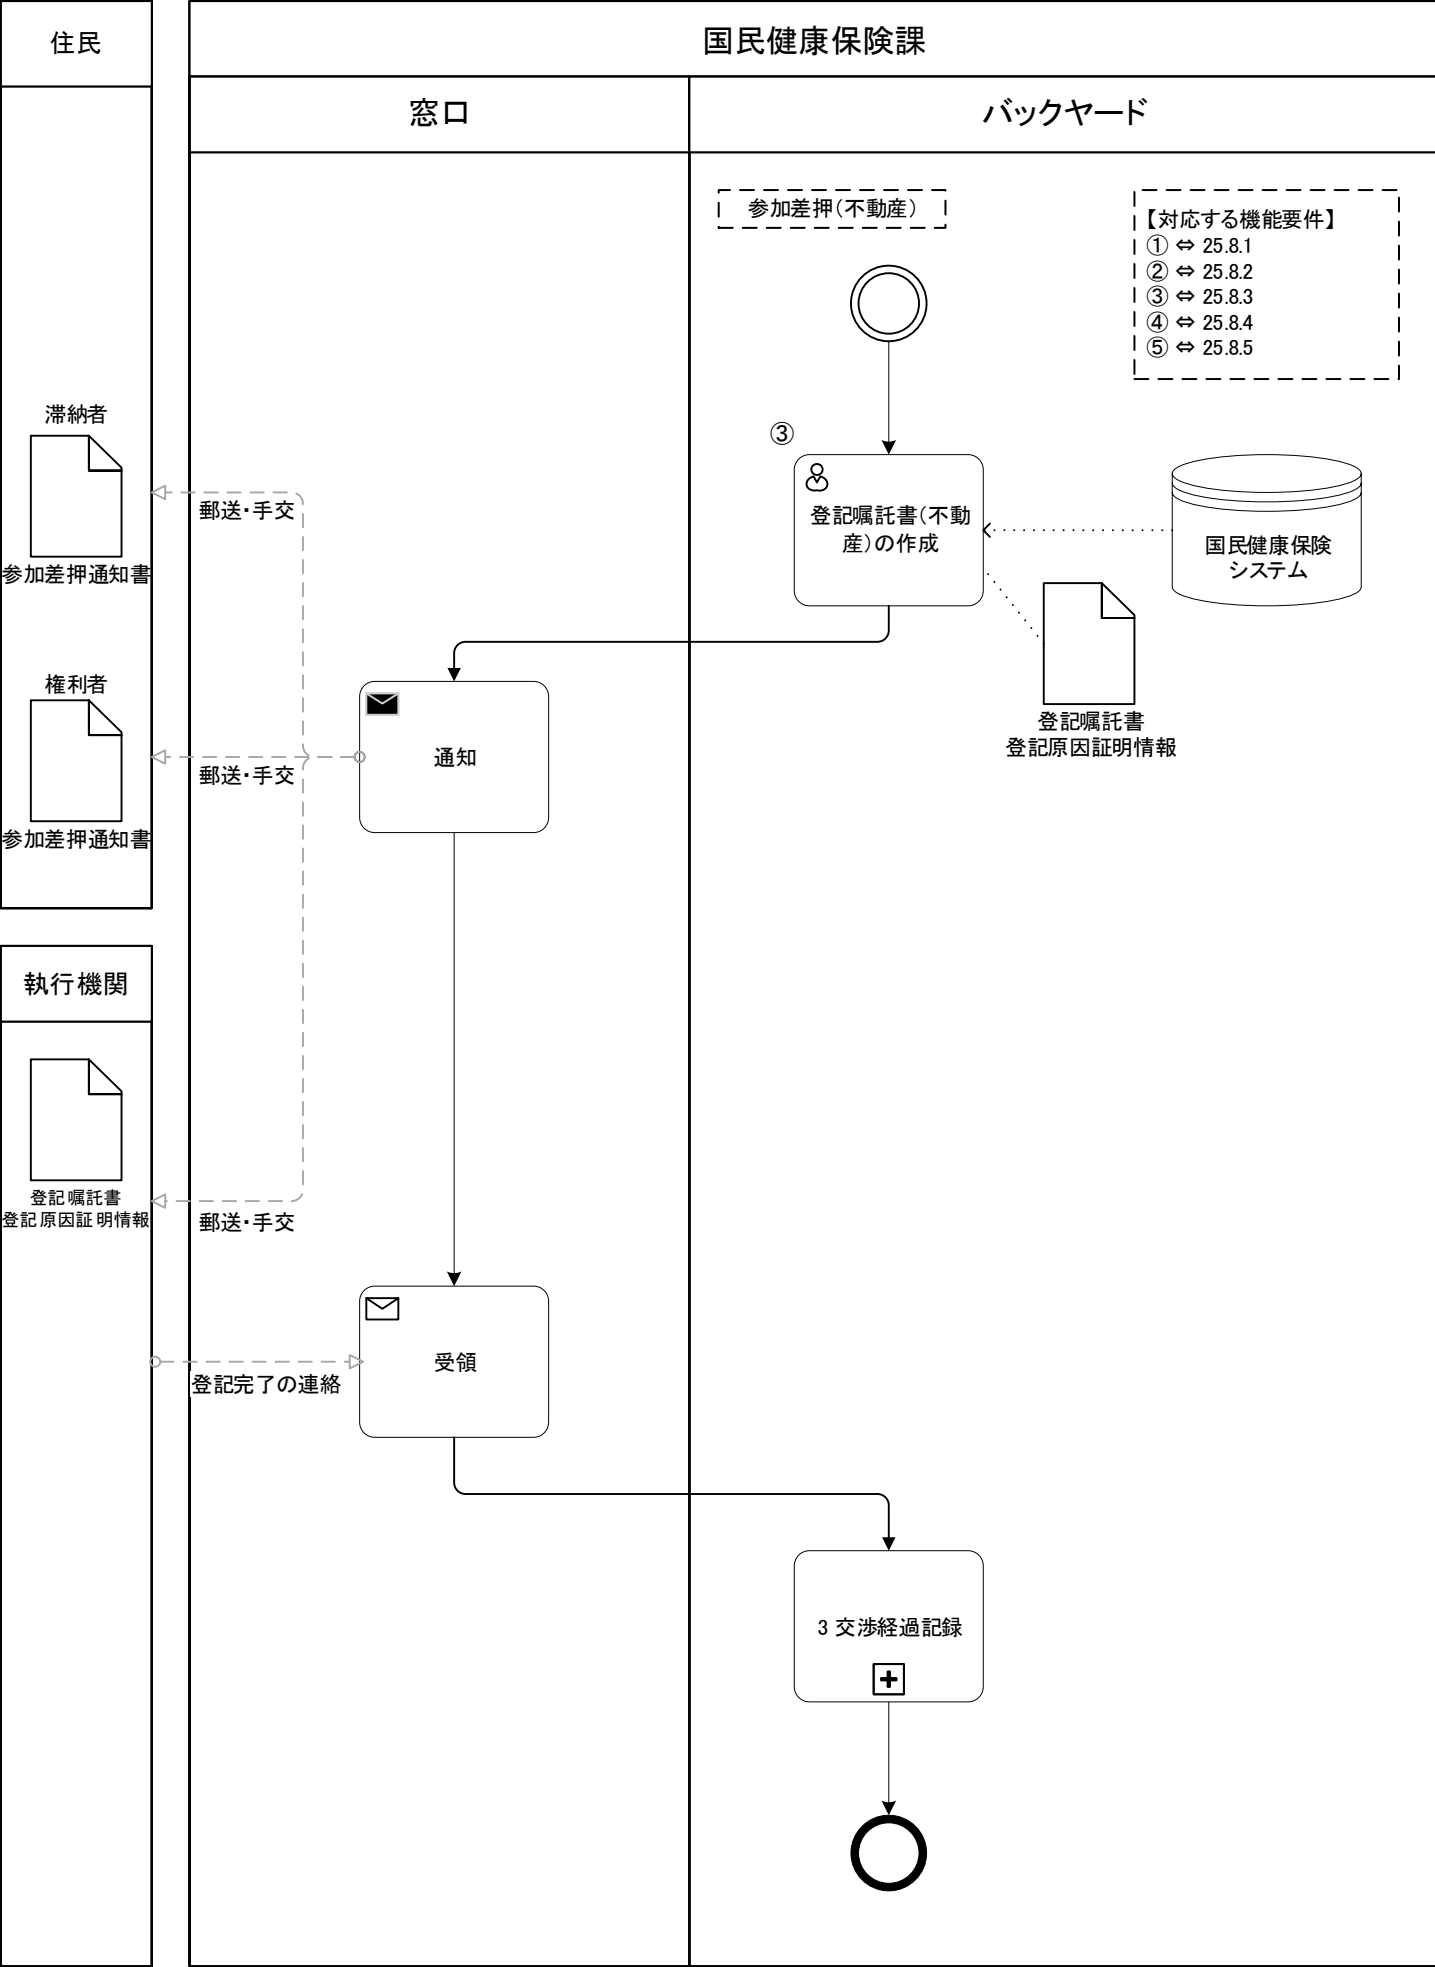 住民
国民健康保険課
窓口
バックヤード
参加差押（不動産）
【対応する機能要件】
① ⇔ 25.8.1
② ⇔ 25.8.2
③ ⇔ 25.8.3
④ ⇔ 25.8.4
⑤ ⇔ 25.8.5
滞納者
参加差押通知書
郵送・手交
③
登記嘱託書（不動
産）の作成
国民健康保険
システム
登記嘱託書
登記原因証明情報
権利者
参加差押通知書
郵送・手交
通知
執行機関
登記嘱託書
登記原因証明情報
郵送・手交
受領
登記完了の連絡
3 交渉経過記録